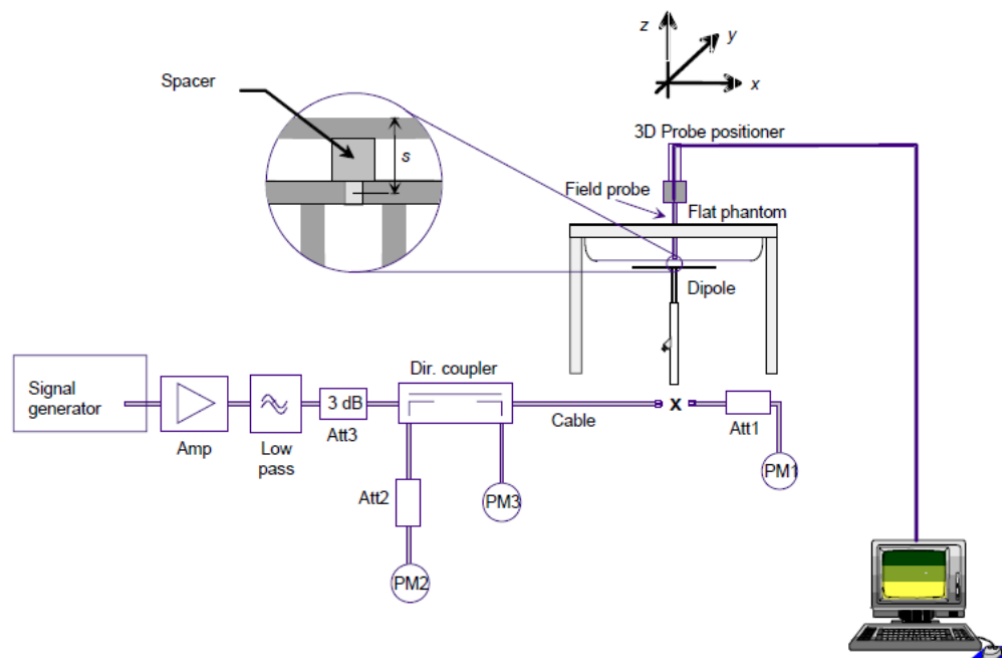 z
y
x
Spacer
s
3D Probe positioner
Field probe
Flat phantom
Dipole
Signal
generator
Amp
Low
pass
3 dB
Att3
Dir. coupler
Cable
X
Att1
PM1
Att2
PM3
PM2